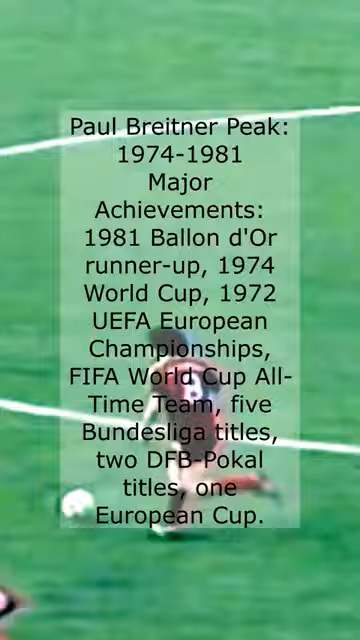 Paul Breitner Peak:
1974-1981
Major
Achievements:
1981 Ballon d'Or
runner-up, 1974
World Cup, 1972
UEFA European
Championships,
FIFA World Cup All-
Time Team, five
Bundesliga titles,
two DFB-Pokal
titles, one
European Cup.